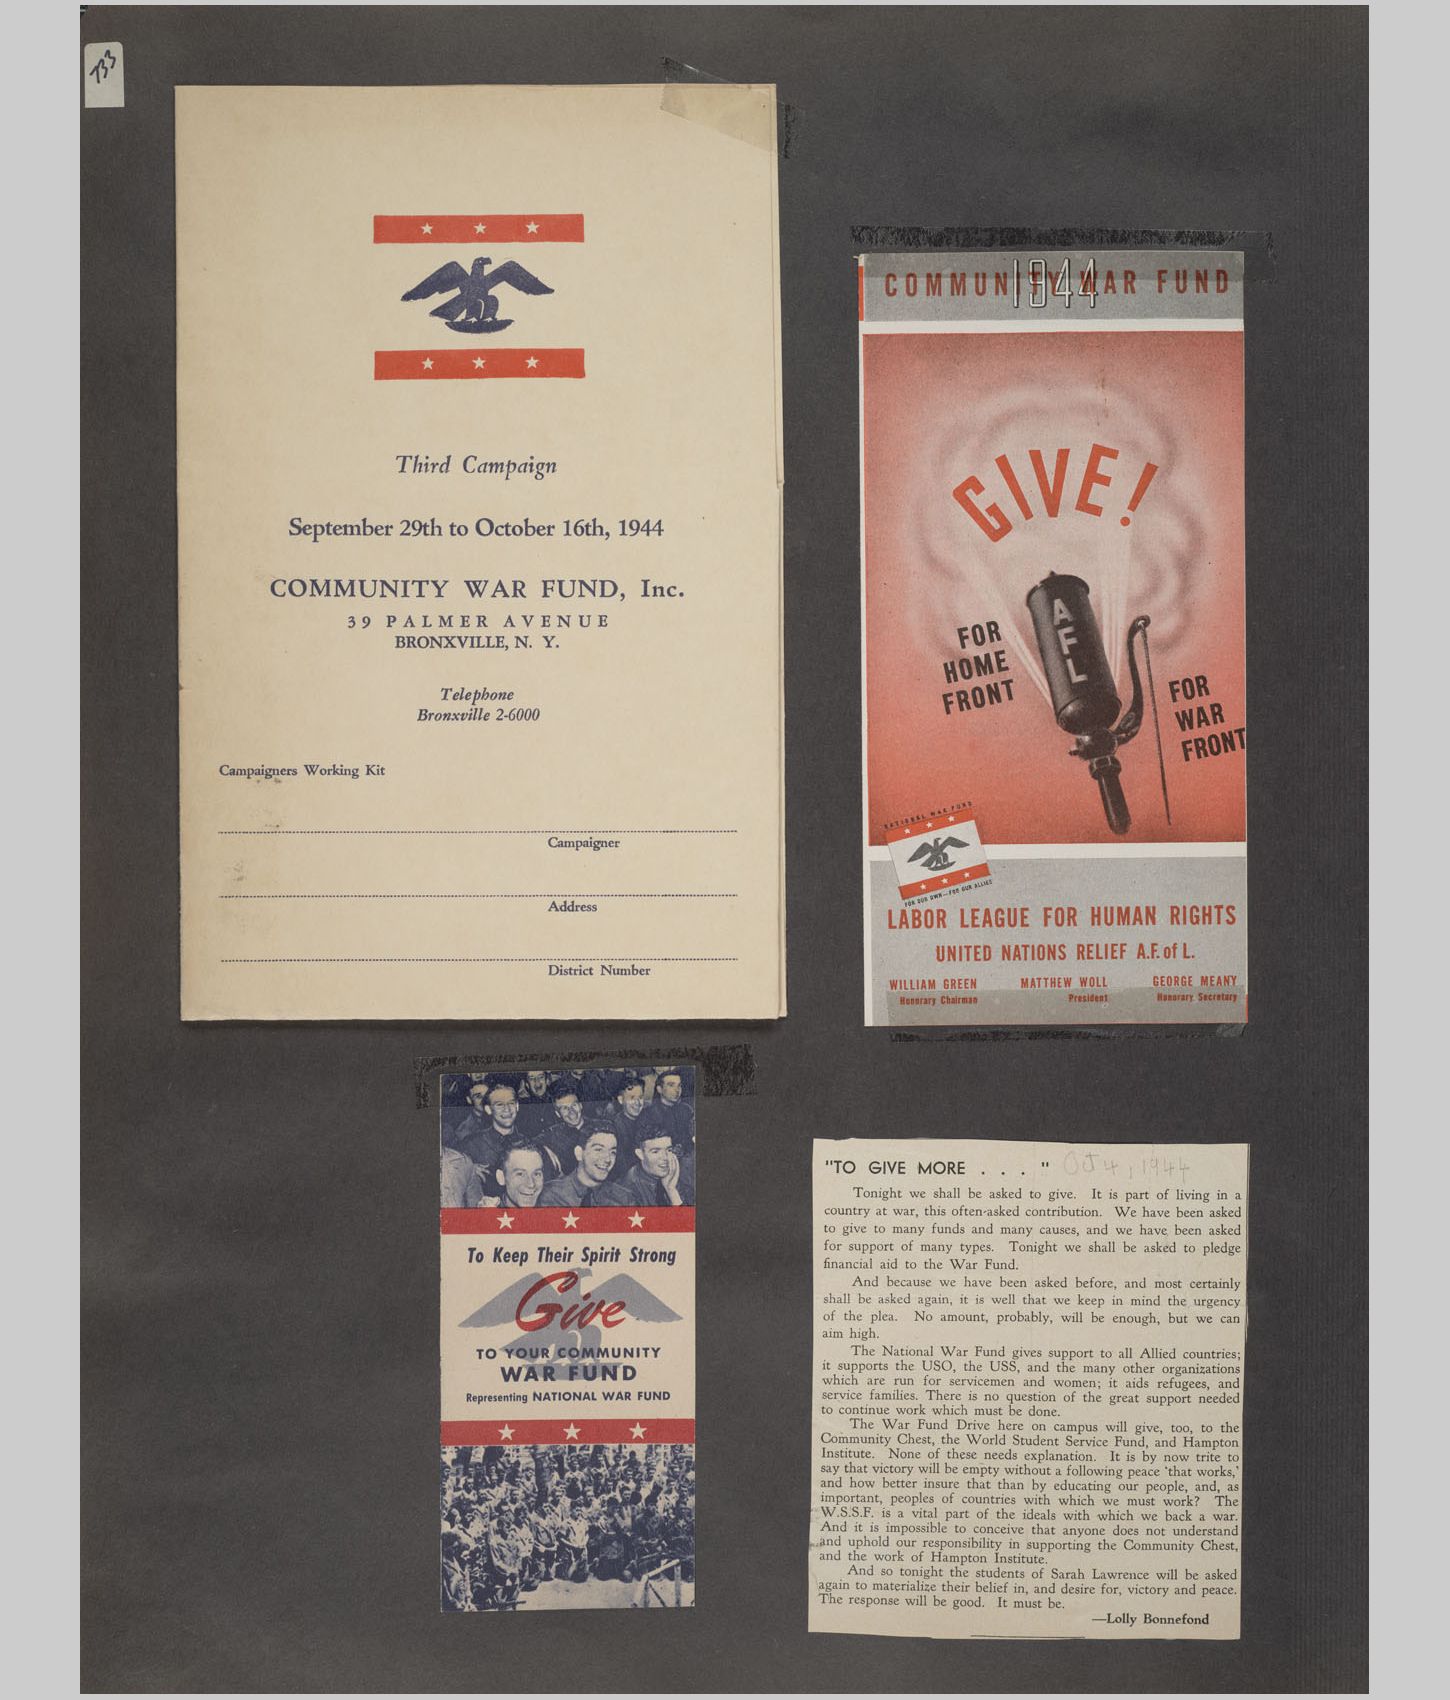 733
Third Campaign
September 29th to October 16th, 1944
COMMUNITY WAR FUND, Inc.
39 PALMER AVENUE
BRONXVILLE, N. Y.
Telephone
Bronxville 2-6000
Campaigners Working Kit
Campaigner
Address
District Number
COMMUNITY WAR FUND
1944
GIVE!
AFL
FOR
HOME
FRONT
FOR
WAR
FRONT
NATIONAL WAR FUND
FOR OUR OWN—FOR OUR ALLIES
LABOR LEAGUE FOR HUMAN RIGHTS
UNITED NATIONS RELIEF A.F. of L.
WILLIAM GREEN MATTHEW WOLL GEORGE MEANY
Honorary Chairman President Honorary Secretary
To Keep Their Spirit Strong
Give
TO YOUR COMMUNITY
WAR FUND
Representing NATIONAL WAR FUND
"TO GIVE MORE . . . " Oct 4, 1944
Tonight we shall be asked to give. It is part of living in a
country at war, this often-asked contribution. We have been asked
to give to many funds and many causes, and we have been asked
for support of many types. Tonight we shall be asked to pledge
financial aid to the War Fund.
And because we have been asked before, and most certainly
shall be asked again, it is well that we keep in mind the urgency
of the plea. No amount, probably, will be enough, but we can
aim high.
The National War Fund gives support to all Allied countries;
it supports the USO, the USS, and the many other organizations
which are run for servicemen and women; it aids refugees, and
service families. There is no question of the great support needed
to continue work which must be done.
The War Fund Drive here on campus will give, too, to the
Community Chest, the World Student Service Fund, and Hampton
Institute. None of these needs explanation. It is by now trite to
say that victory will be empty without a following peace 'that works,'
and how better insure that than by educating our people, and, as
important, peoples of countries with which we must work? The
W.S.S.F. is a vital part of the ideals with which we back a war.
And it is impossible to conceive that anyone does not understand
and uphold our responsibility in supporting the Community Chest,
and the work of Hampton Institute.
And so tonight the students of Sarah Lawrence will be asked
again to materialize their belief in, and desire for, victory and peace.
The response will be good. It must be.
—Lolly Bonnefond